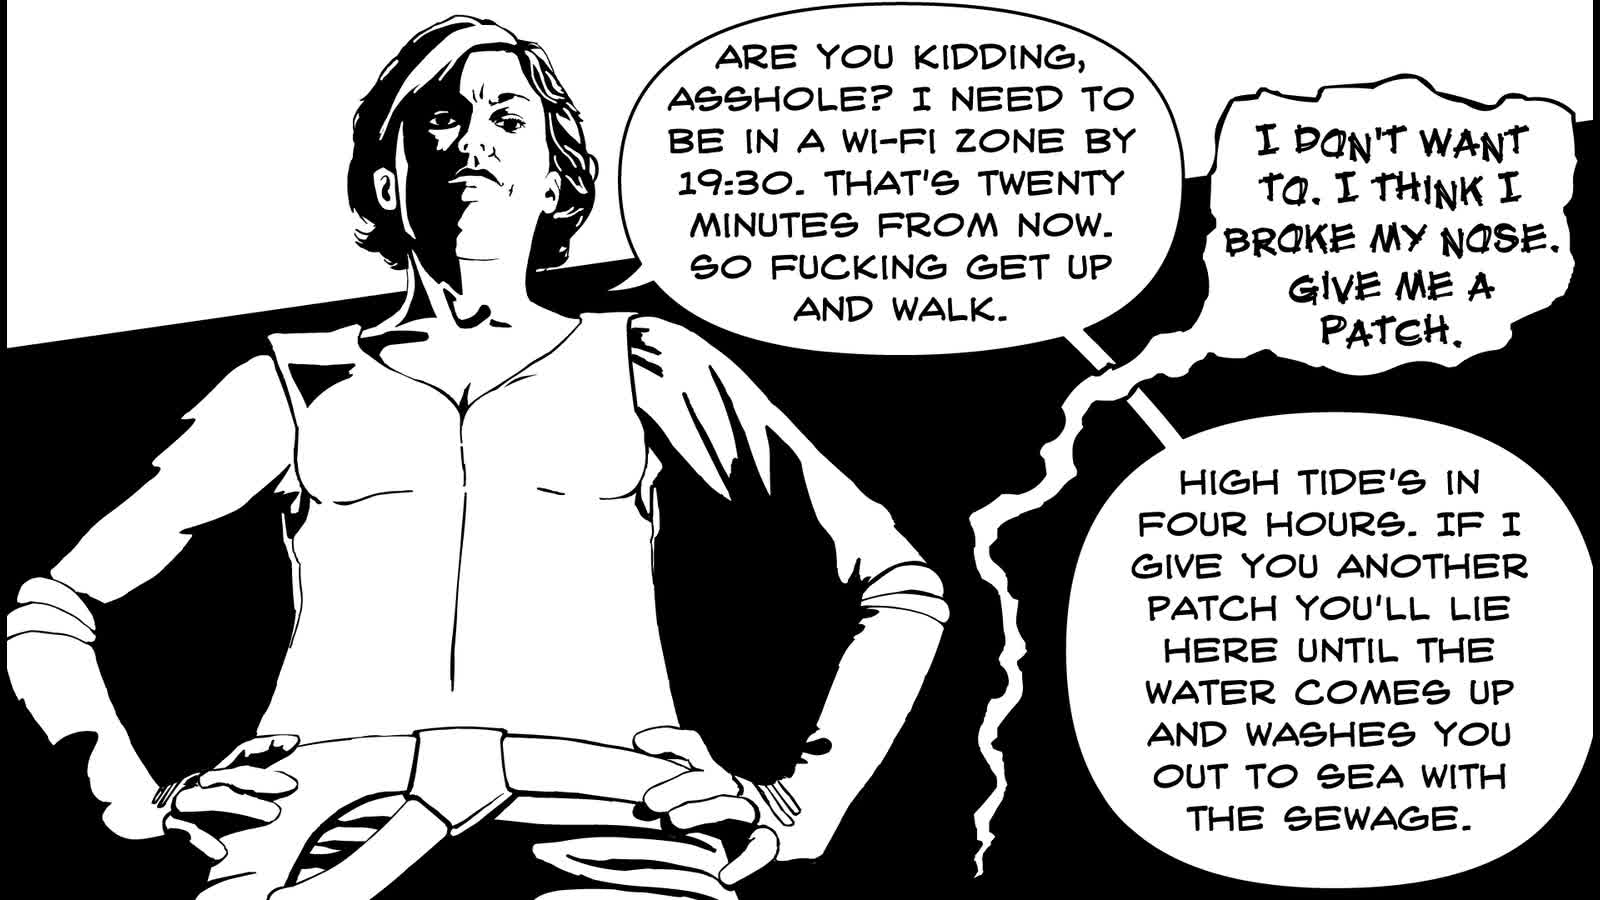 ARE YOU KIDDING,
ASSHOLE? I NEED TO
BE IN A WI-FI ZONE BY
19:30. THAT'S TWENTY
MINUTES FROM NOW.
SO FUCKING GET UP
AND WALK.
I DON'T WANT
TO. I THINK I
BROKE MY NOSE.
GIVE ME A
PATCH.
HIGH TIDE'S IN
FOUR HOURS. IF I
GIVE YOU ANOTHER
PATCH YOU'LL LIE
HERE UNTIL THE
WATER COMES UP
AND WASHES YOU
OUT TO SEA WITH
THE SEWAGE.